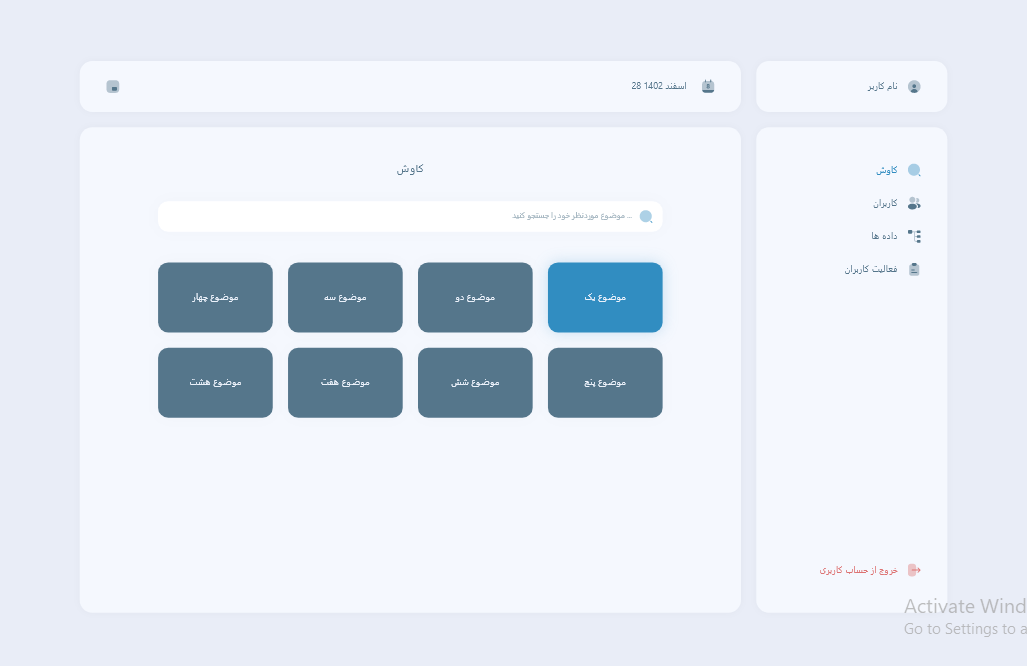 نام کاربر
28 اسفند 1402
کاوش
کاربران
داده ها
فعالیت کاربران
خروج از حساب کاربری
کاوش
موضوع موردنظر خود را جستجو کنید ...
موضوع یک
موضوع دو
موضوع سه
موضوع چهار
موضوع پنج
موضوع شش
موضوع هفت
موضوع هشت
Activate Wind
Go to Settings to a